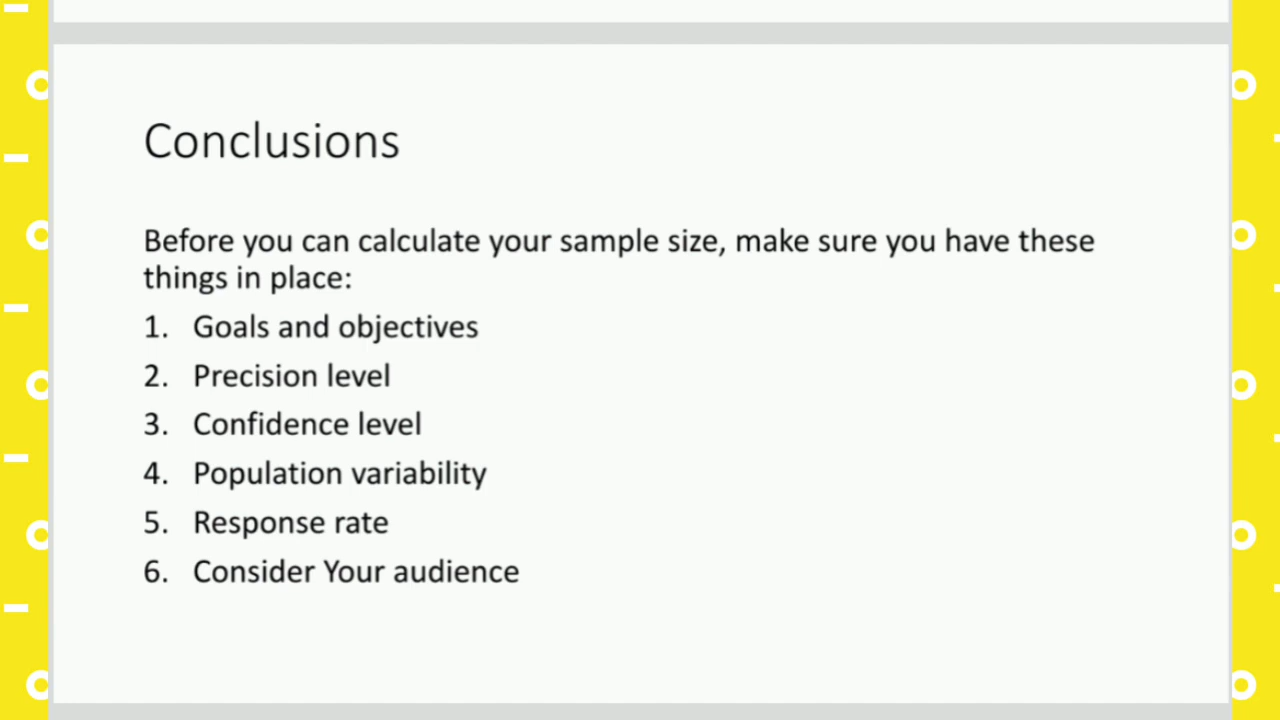 Conclusions
Before you can calculate your sample size, make sure you have these
things in place:
1. Goals and objectives
2. Precision level
3. Confidence level
4. Population variability
5. Response rate
6. Consider Your audience